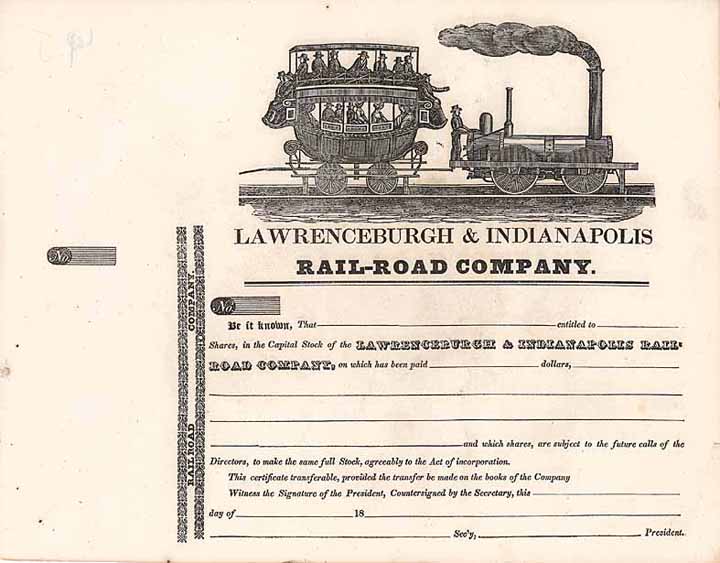 LAWRENCEBURGH & INDIANAPOLIS
RAIL-ROAD COMPANY.
No
No
RAILROAD COMPANY.
Be it known, That entitled to
Shares, in the Capital Stock of the LAWRENCEBURGH & INDIANAPOLIS RAIL-
ROAD COMPANY, on which has been paid dollars,
and which shares, are subject to the future calls of the
Directors, to make the same full Stock, agreeably to the Act of incorporation.
This certificate transferable, provided the transfer be made on the books of the Company
Witness the Signature of the President, Countersigned by the Secretary, this
day of 18
Sec'y, President.